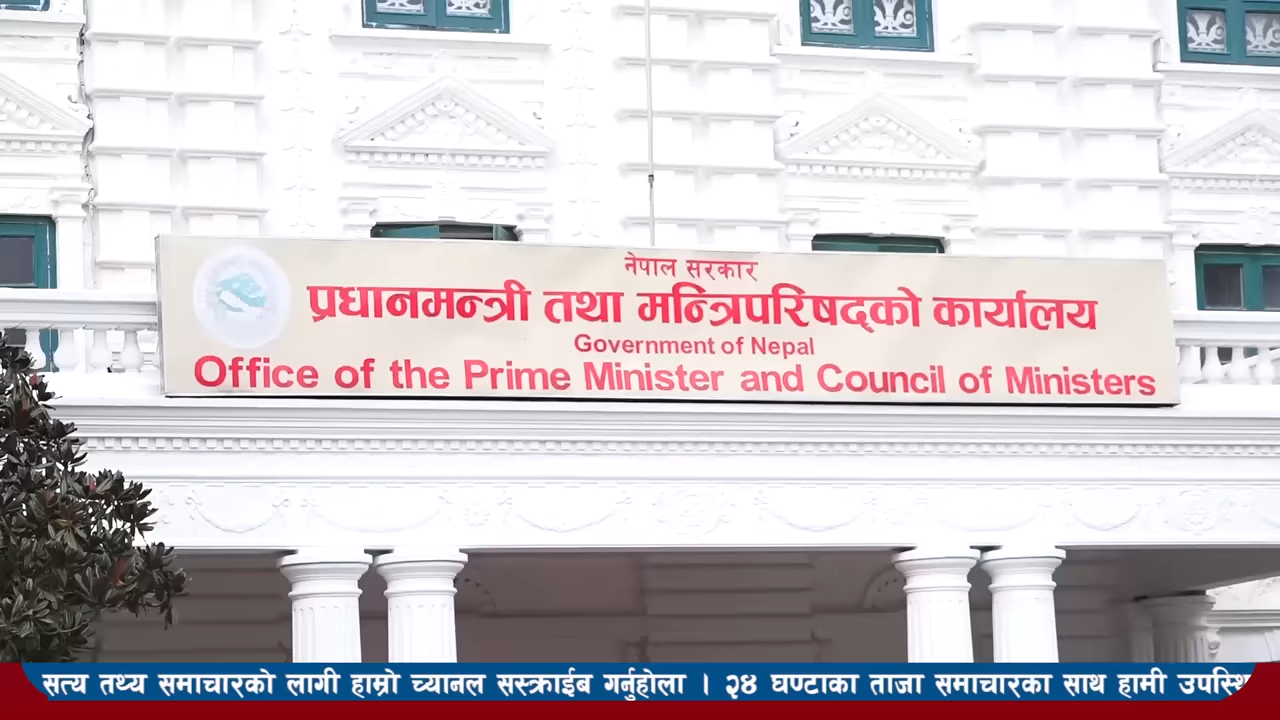 नेपाल सरकार
प्रधानमन्त्री तथा मन्त्रिपरिषद्को कार्यालय
Government of Nepal
Office of the Prime Minister and Council of Ministers
सत्य तथ्य समाचारको लागी हाम्रो च्यानल सस्क्राईब गर्नुहोला । २४ घण्टाका ताजा समाचारका साथ हामी